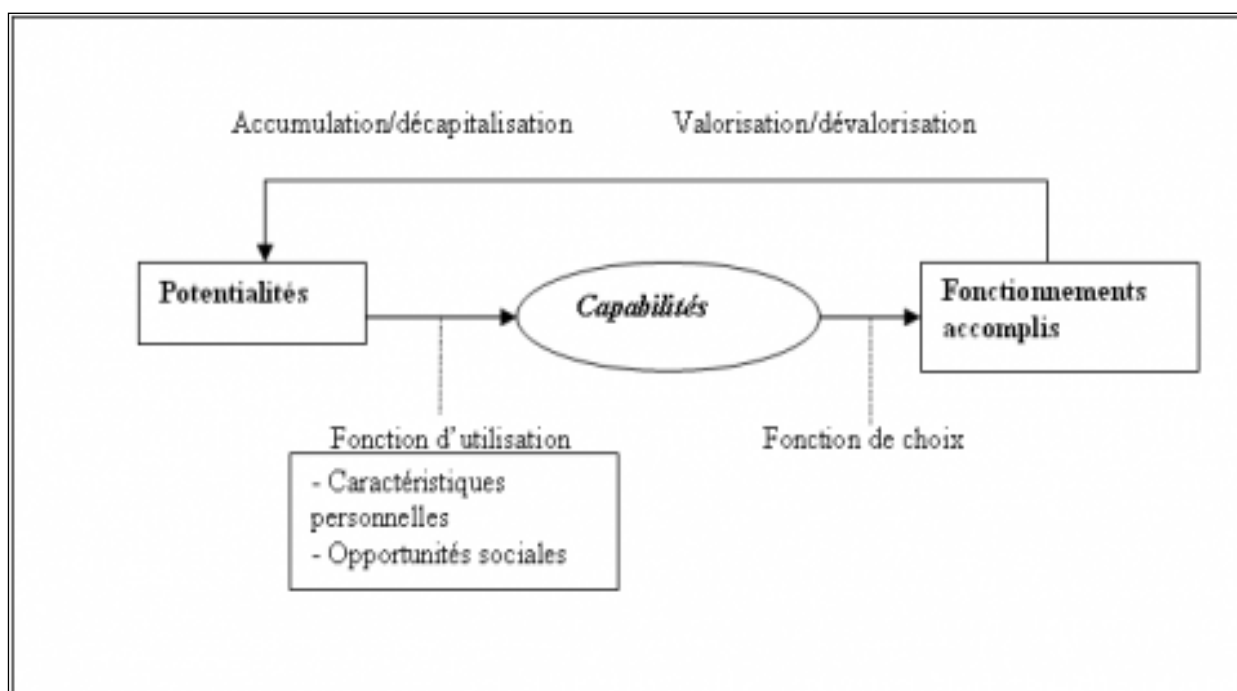 Accumulation/décapitalisation Valorisation/dévalorisation
Potentialités
Capabilités
Fonctionnements
accomplis
Fonction d'utilisation
Fonction de choix
- Caractéristiques
personnelles
- Opportunités sociales